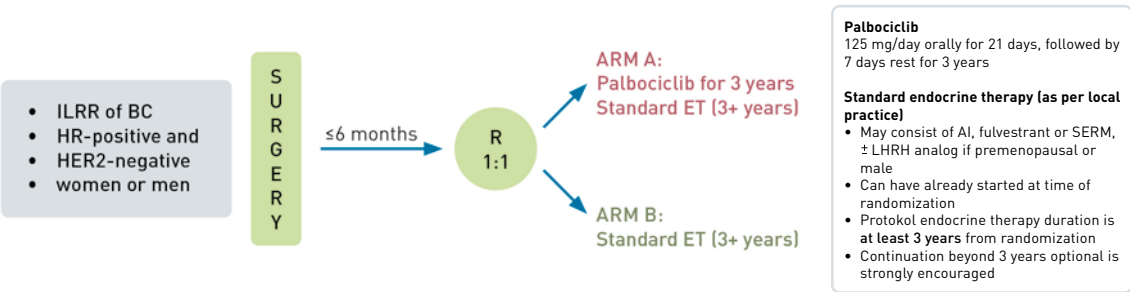 • ILRR of BC
• HR-positive and
• HER2-negative
• women or men
S
U
R
G
E
R
Y
≤6 months
R
1:1
ARM A:
Palbociclib for 3 years
Standard ET (3+ years)
ARM B:
Standard ET (3+ years)
Palbociclib
125 mg/day orally for 21 days, followed by
7 days rest for 3 years
Standard endocrine therapy (as per local
practice)
• May consist of AI, fulvestrant or SERM,
± LHRH analog if premenopausal or
male
• Can have already started at time of
randomization
• Protokol endocrine therapy duration is
at least 3 years from randomization
• Continuation beyond 3 years optional is
strongly encouraged